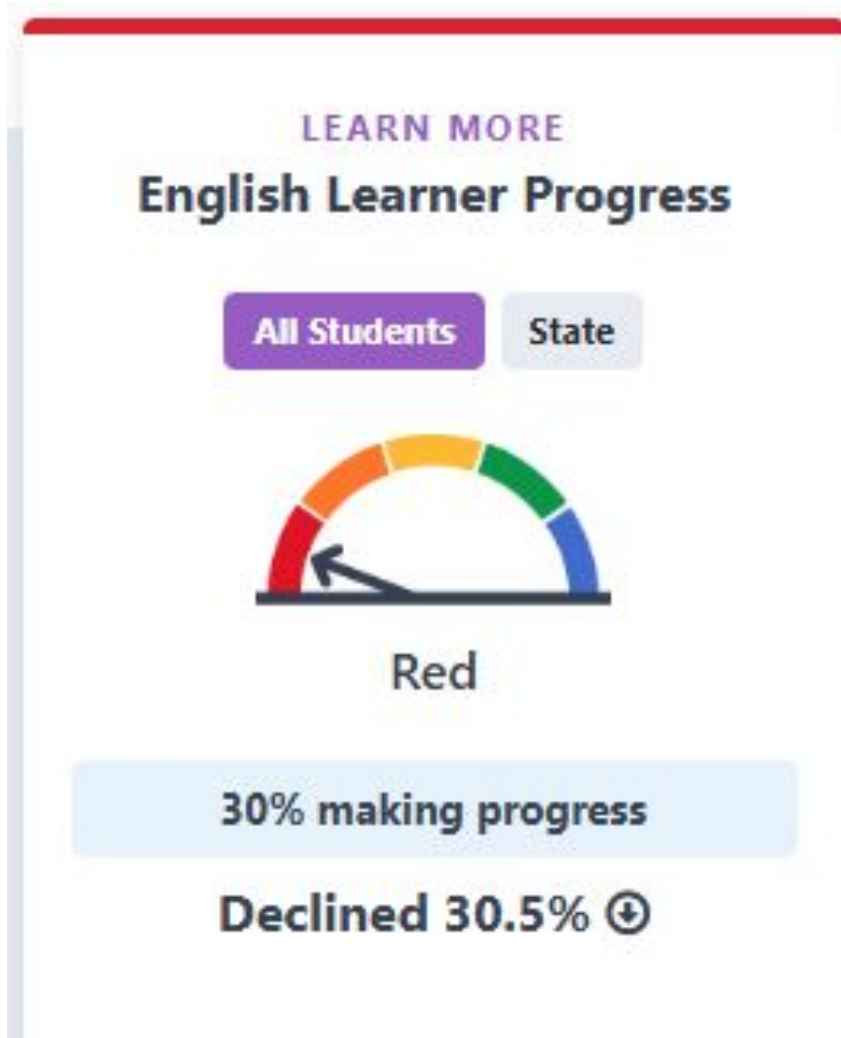 LEARN MORE
English Learner Progress
All Students State
Red
30% making progress
Declined 30.5%